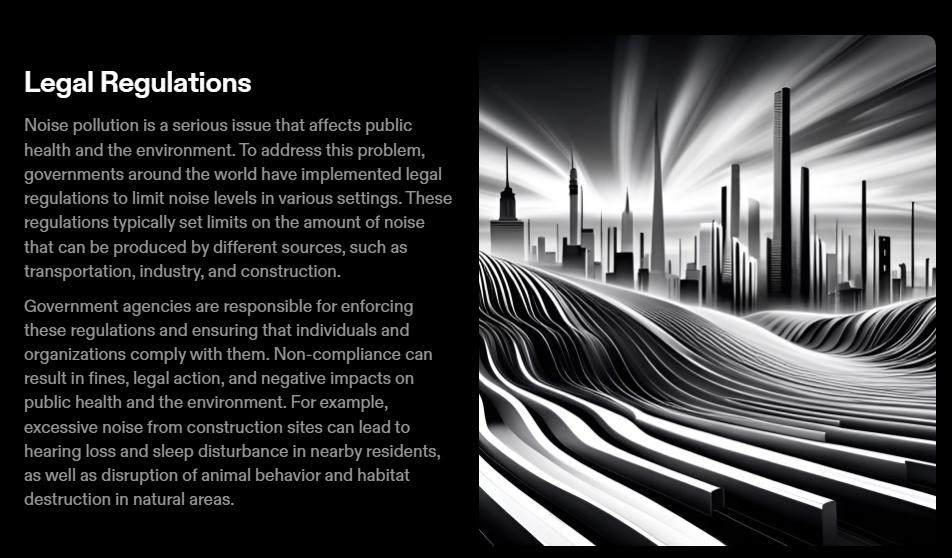 Legal Regulations
Noise pollution is a serious issue that affects public
health and the environment. To address this problem,
governments around the world have implemented legal
regulations to limit noise levels in various settings. These
regulations typically set limits on the amount of noise
that can be produced by different sources, such as
transportation, industry, and construction.
Government agencies are responsible for enforcing
these regulations and ensuring that individuals and
organizations comply with them. Non-compliance can
result in fines, legal action, and negative impacts on
public health and the environment. For example,
excessive noise from construction sites can lead to
hearing loss and sleep disturbance in nearby residents,
as well as disruption of animal behavior and habitat
destruction in natural areas.